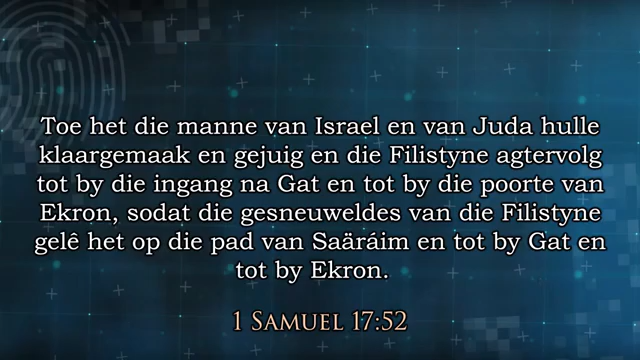 Toe het die manne van Israel en van Juda hulle
klaargemaak en gejuig en die Filistyne agtervolg
tot by die ingang na Gat en tot by die poorte van
Ekron, sodat die gesneuweldes van die Filistyne
gelê het op die pad van Saäráim en tot by Gat en
tot by Ekron.
1 Samuel 17:52